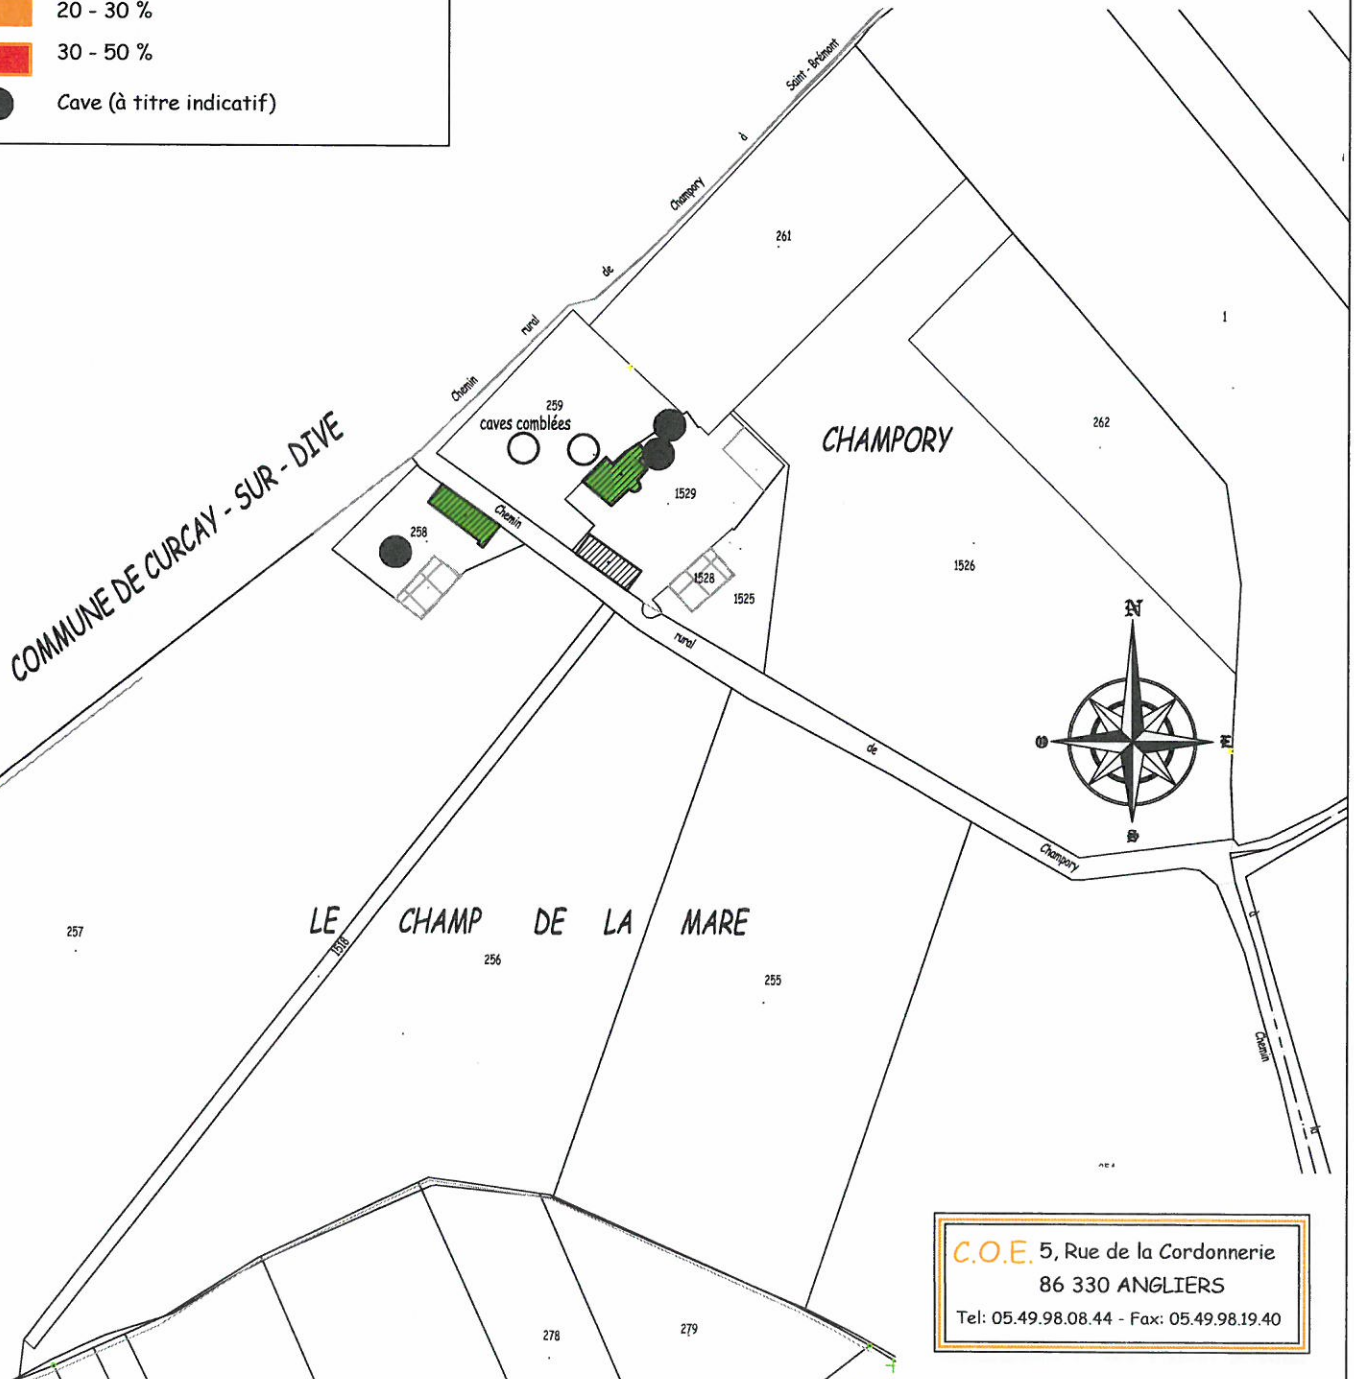 20 - 30 %
30 - 50 %
Cave (à titre indicatif)
Saint - Brémont
à
Champory
de
rural
Chemin
261
1
262
259
caves comblées
CHAMPORY
COMMUNE DE CURCAY - SUR - DIVE
258
Chemin
1529
1528
1525
1526
rural
de
Champory
N
O
E
S
LE CHAMP DE LA MARE
257
1518
256
255
à
Chemin
la
278
279
C.O.E. 5, Rue de la Cordonnerie
86 330 ANGLIERS
Tel: 05.49.98.08.44 - Fax: 05.49.98.19.40